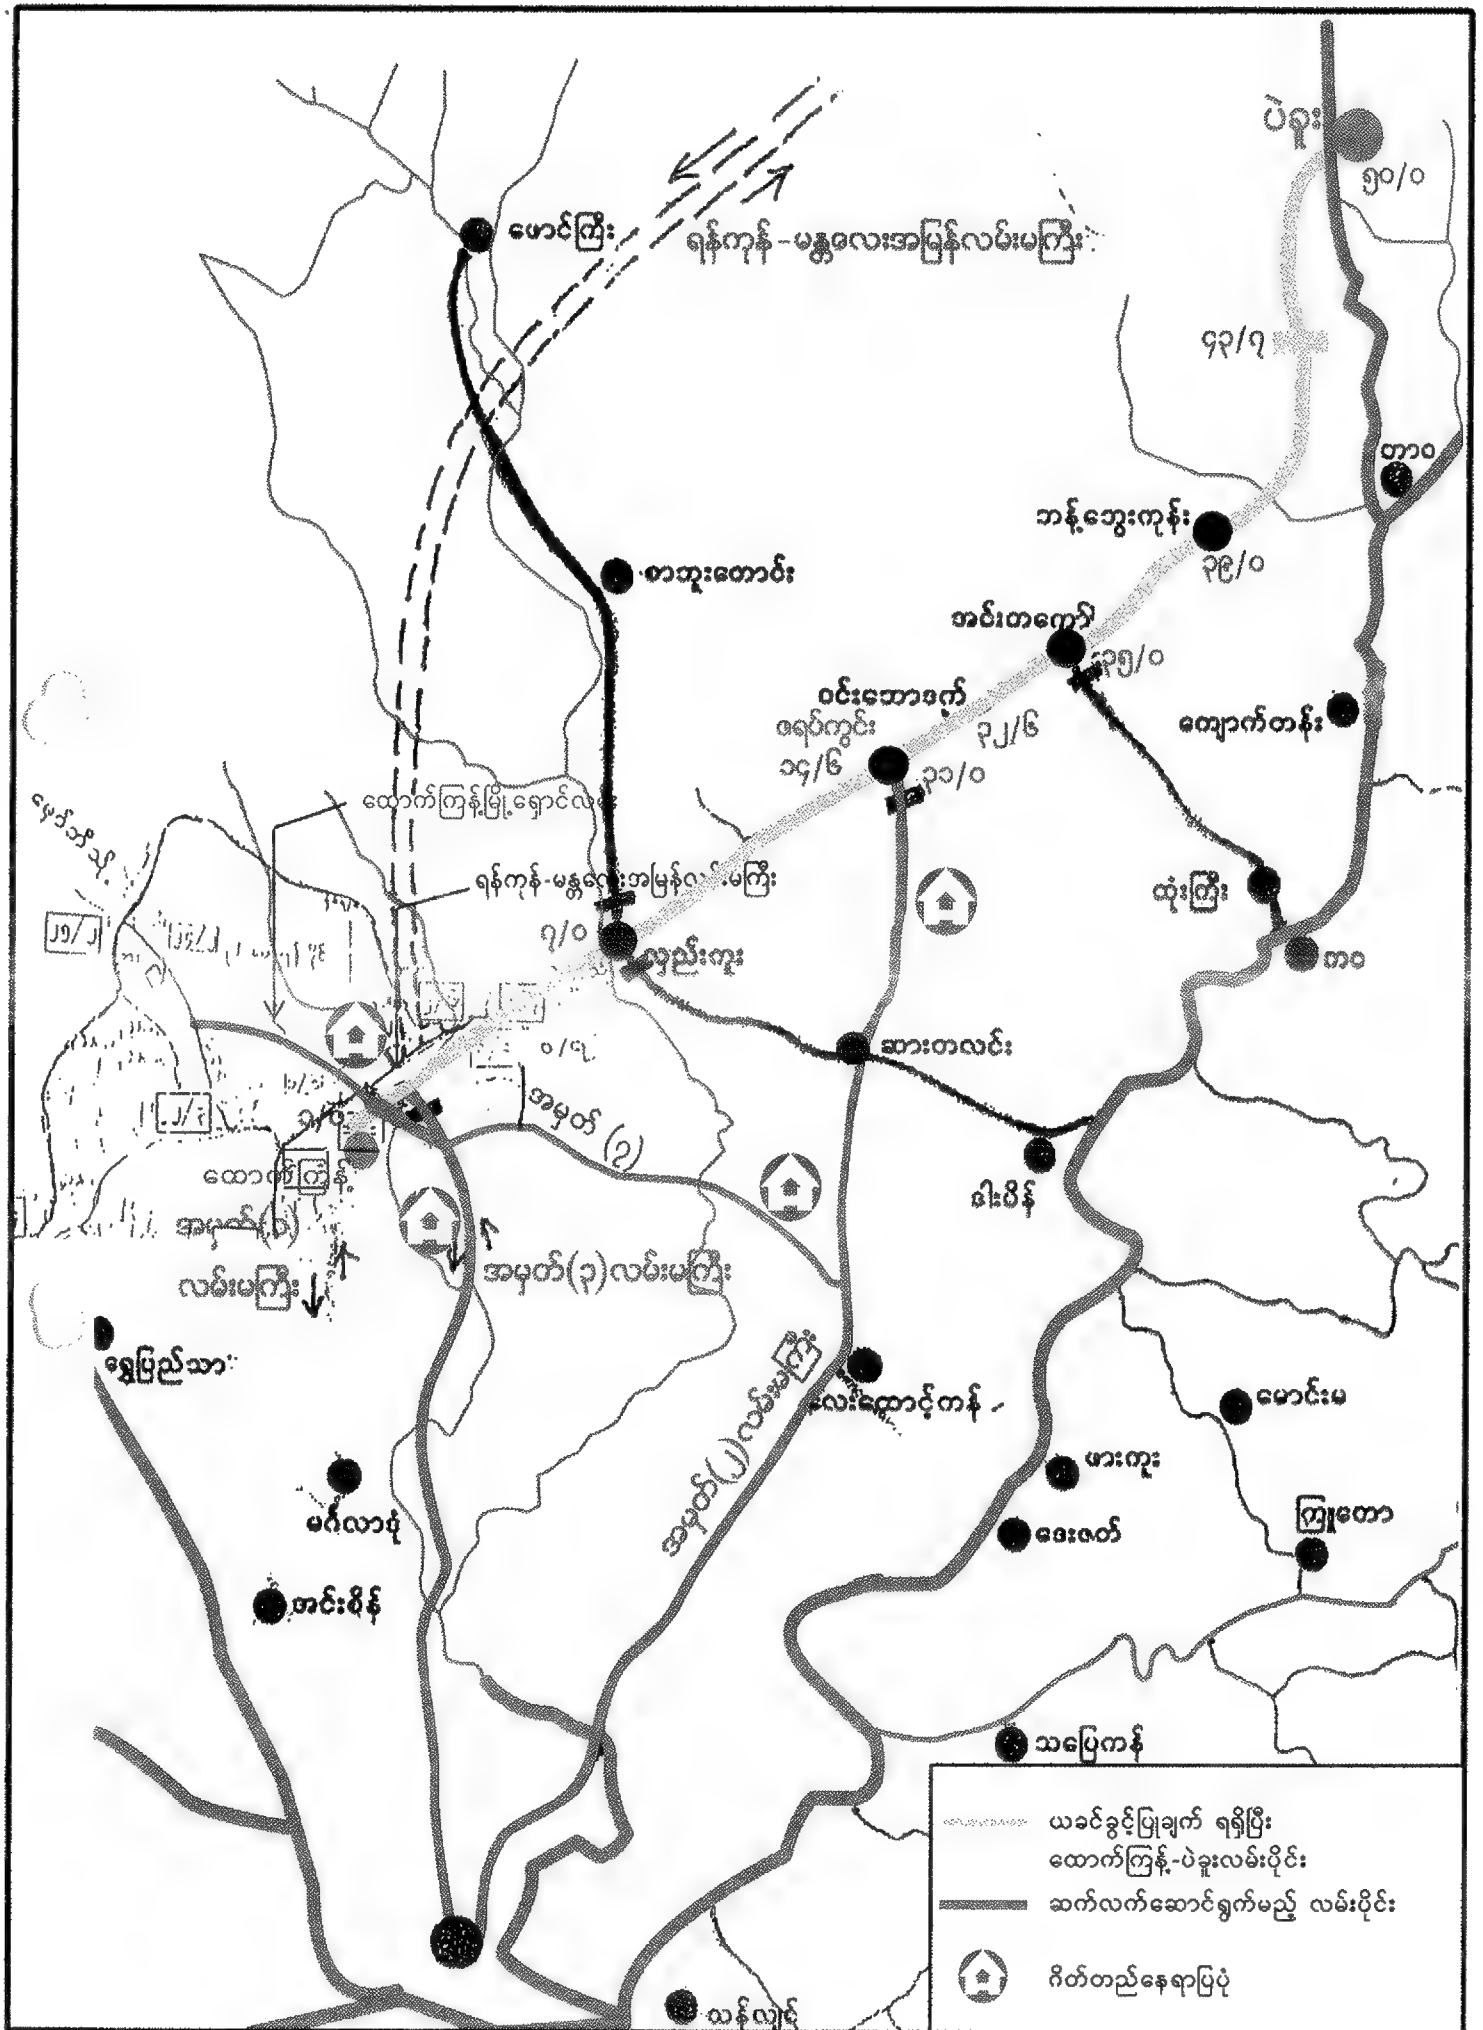 ပဲခူး
၅၀/၀
ဖောင်ကြီး
ရန်ကုန်-မန္တလေးအမြန်လမ်းမကြီး
၄၃/၇
ဘန့်ဘွေးကုန်း
၃၉/၀
စာဘူးတောင်း
အင်းတကော်
၃၅/၀
ဝင်းဘောဒက်
ဇရပ်ကွင်း
၃၂/၆
၁၄/၆
၃၁/၀
ကျောက်တန်း
ထောက်ကြန့်မြို့ရှောင်လမ်း
ရန်ကုန်-မန္တလေးအမြန်လမ်းမကြီး
ထုံးကြီး
၂၅/၂
၇/၀
လှည်းကူး
ကဝ
ဆားတလင်း
အမှတ် (၇)
ထောက်ကြန့်
ဒါးပိန်
အမှတ်(၃)လမ်းမကြီး
လမ်းမကြီး
ရွှေပြည်သာ
လေးထောင့်ကန်
မောင်းမ
အမှတ်(၂)လမ်းမကြီး
ဖားကူး
မင်္ဂလာဒုံ
ဒေးဇတ်
ကြူတော
အင်းစိန်
သပြေကန်
ယခင်ခွင့်ပြုချက် ရရှိပြီး
ထောက်ကြန့်-ပဲခူးလမ်းပိုင်း
ဆက်လက်ဆောင်ရွက်မည့် လမ်းပိုင်း
ဂိတ်တည်နေရာပြပုံ
သန်လျင်